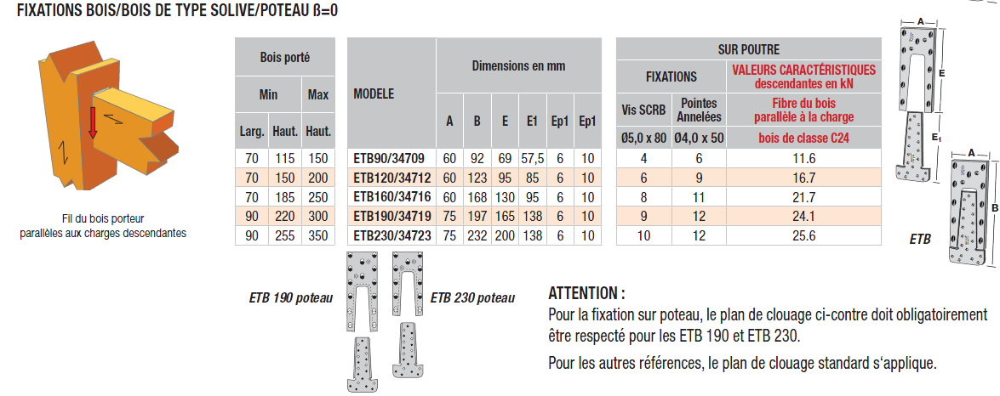 FIXATIONS BOIS/BOIS DE TYPE SOLIVE/POTEAU ß=0
Fil du bois porteur
parallèles aux charges descendantes
Bois porté
Min Max
Larg. Haut. Haut.
MODELE
Dimensions en mm
A B E E1 Ep1 Ep1
SUR POUTRE
FIXATIONS
VALEURS CARACTÉRISTIQUES
descendantes en kN
Vis SCRB
Pointes
Annelées
Fibre du bois
parallèle à la charge
Ø5,0 x 80 Ø4,0 x 50 bois de classe C24
70 115 150 ETB90/34709 60 92 69 57,5 6 10 4 6 11.6
70 150 200 ETB120/34712 60 123 95 85 6 10 6 9 16.7
70 185 250 ETB160/34716 60 168 130 95 6 10 8 11 21.7
90 220 300 ETB190/34719 75 197 165 138 6 10 9 12 24.1
90 255 350 ETB230/34723 75 232 200 138 6 10 10 12 25.6
A
E
E1
A
B
ETB
ETB 190 poteau
ETB 230 poteau
ATTENTION :
Pour la fixation sur poteau, le plan de clouage ci-contre doit obligatoirement
être respecté pour les ETB 190 et ETB 230.
Pour les autres références, le plan de clouage standard s'applique.